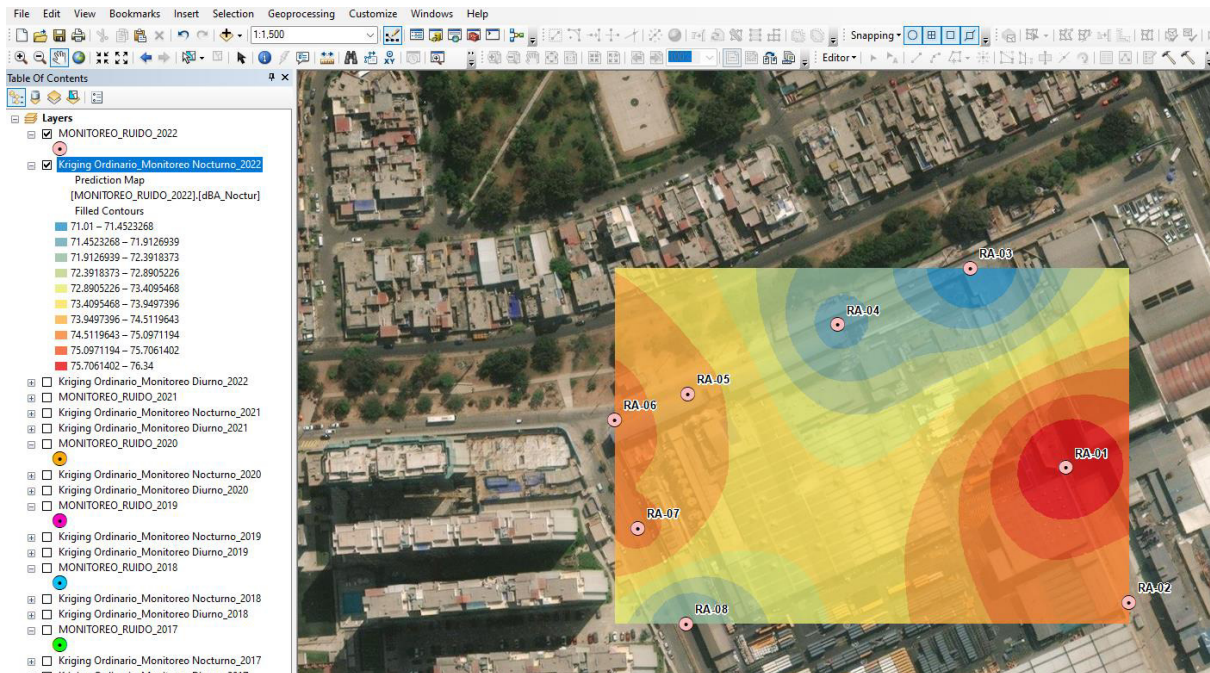 File Edit View Bookmarks Insert Selection Geoprocessing Customize Windows Help
1:1,500
Snapping
Editor
Table Of Contents
Layers
MONITOREO_RUIDO_2022
Kriging Ordinario_Monitoreo Nocturno_2022
Prediction Map
[MONITOREO_RUIDO_2022].[dBA_Noctur]
Filled Contours
71.01 – 71.4523268
71.4523268 – 71.9126939
71.9126939 – 72.3918373
72.3918373 – 72.8905226
72.8905226 – 73.4095468
73.4095468 – 73.9497396
73.9497396 – 74.5119643
74.5119643 – 75.0971194
75.0971194 – 75.7061402
75.7061402 – 76.34
Kriging Ordinario_Monitoreo Diurno_2022
MONITOREO_RUIDO_2021
Kriging Ordinario_Monitoreo Nocturno_2021
Kriging Ordinario_Monitoreo Diurno_2021
MONITOREO_RUIDO_2020
Kriging Ordinario_Monitoreo Nocturno_2020
Kriging Ordinario_Monitoreo Diurno_2020
MONITOREO_RUIDO_2019
Kriging Ordinario_Monitoreo Nocturno_2019
Kriging Ordinario_Monitoreo Diurno_2019
MONITOREO_RUIDO_2018
Kriging Ordinario_Monitoreo Nocturno_2018
Kriging Ordinario_Monitoreo Diurno_2018
MONITOREO_RUIDO_2017
Kriging Ordinario_Monitoreo Nocturno_2017
RA-03
RA-04
RA-05
RA-06
RA-01
RA-07
RA-02
RA-08